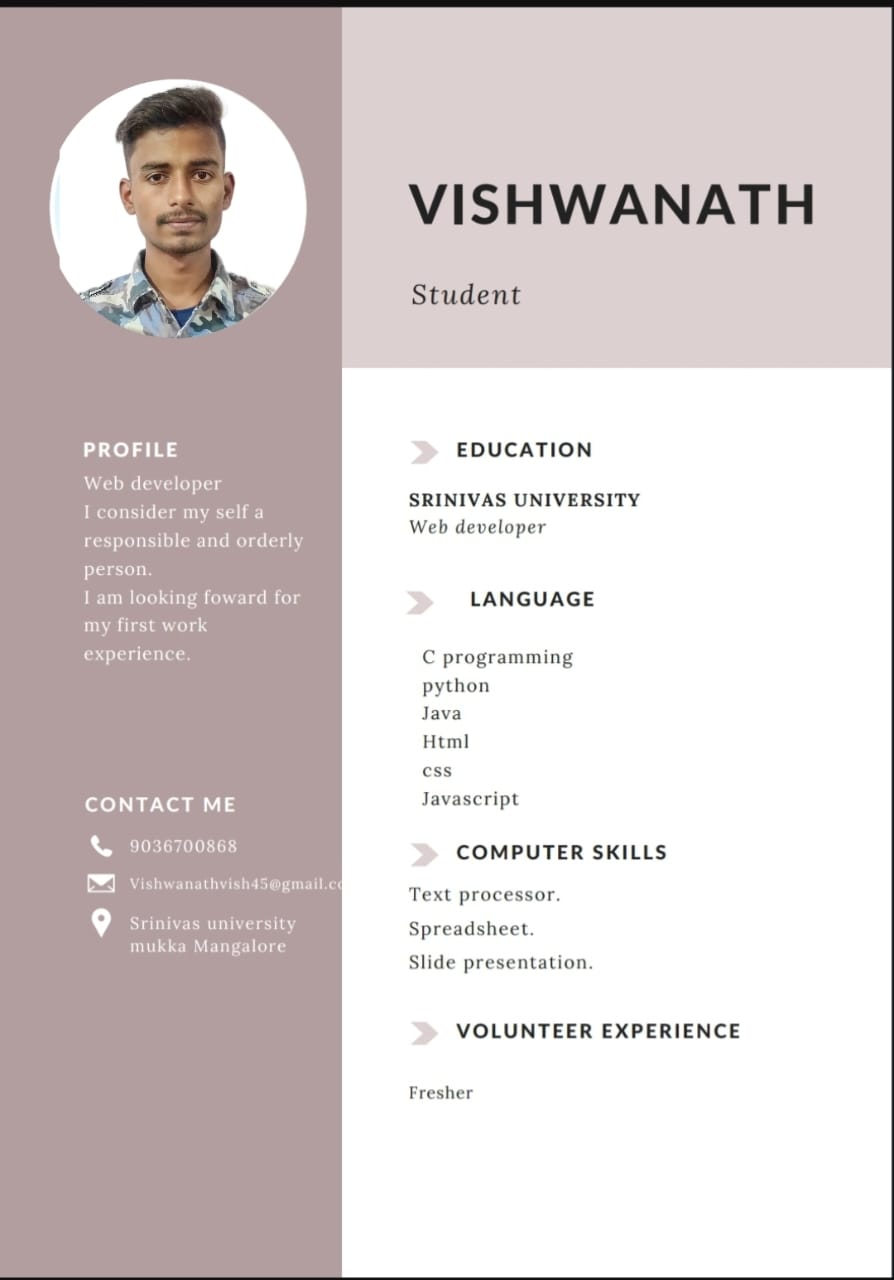 VISHWANATH
Student
PROFILE
Web developer
I consider my self a
responsible and orderly
person.
I am looking foward for
my first work
experience.
CONTACT ME
9036700868
Vishwanathvish45@gmail.co
Srinivas university
mukka Mangalore
EDUCATION
SRINIVAS UNIVERSITY
Web developer
LANGUAGE
C programming
python
Java
Html
css
Javascript
COMPUTER SKILLS
Text processor.
Spreadsheet.
Slide presentation.
VOLUNTEER EXPERIENCE
Fresher